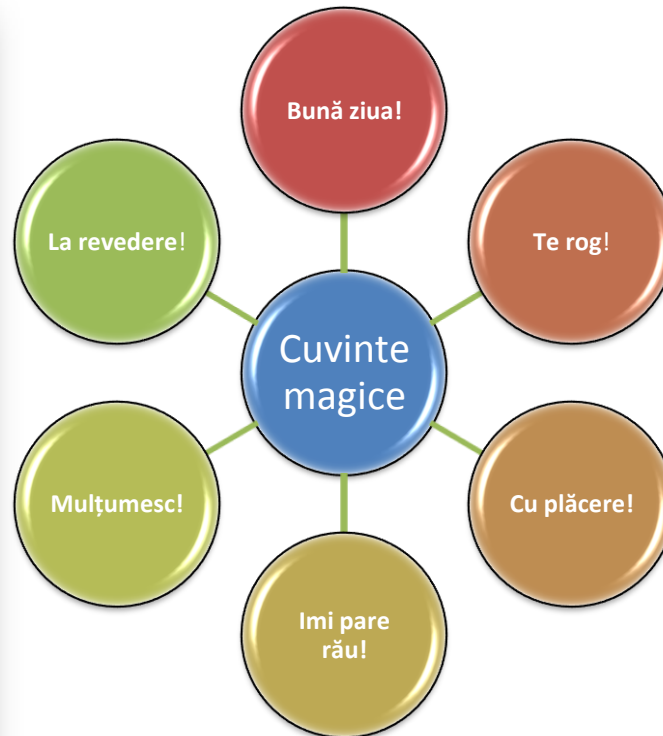 Bună ziua!
La revedere!
Te rog!
Cuvinte
magice
Mulțumesc!
Cu plăcere!
Imi pare
rău!